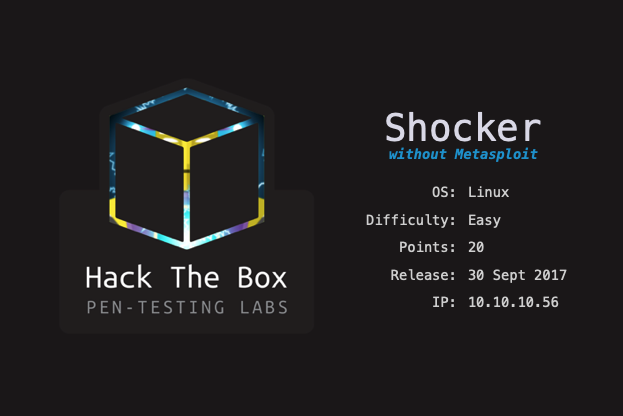 Shocker
without Metasploit
OS: Linux
Difficulty: Easy
Points: 20
Release: 30 Sept 2017
IP: 10.10.10.56
Hack The Box
PEN-TESTING LABS